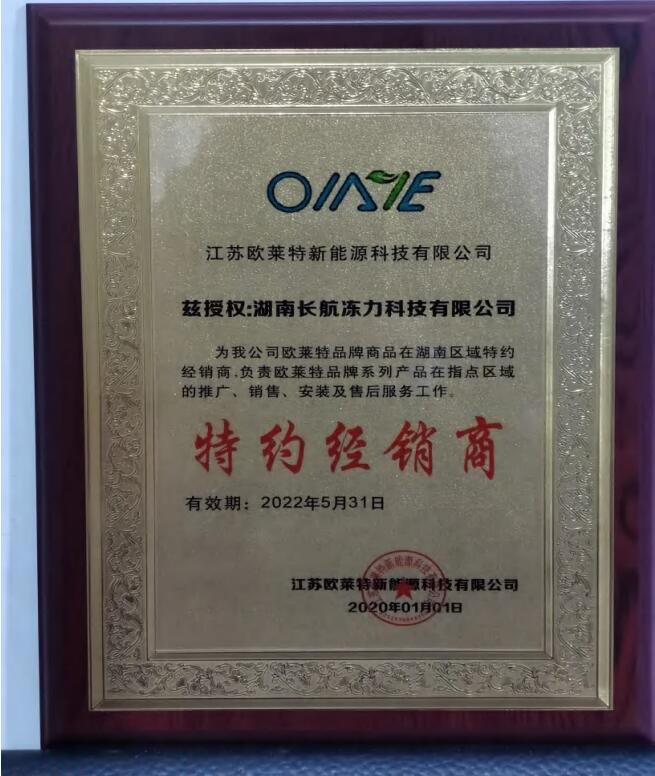 江苏欧莱特新能源科技有限公司
兹授权:湖南长航冻力科技有限公司
为我公司欧莱特品牌商品在湖南区域特约
经销商,负责欧莱特品牌系列产品在指点区域
的推广、销售、安装及售后服务工作。
特约经销商
有效期：2022年5月31日
江苏欧莱特新能源科技有限公司
2020年01月01日